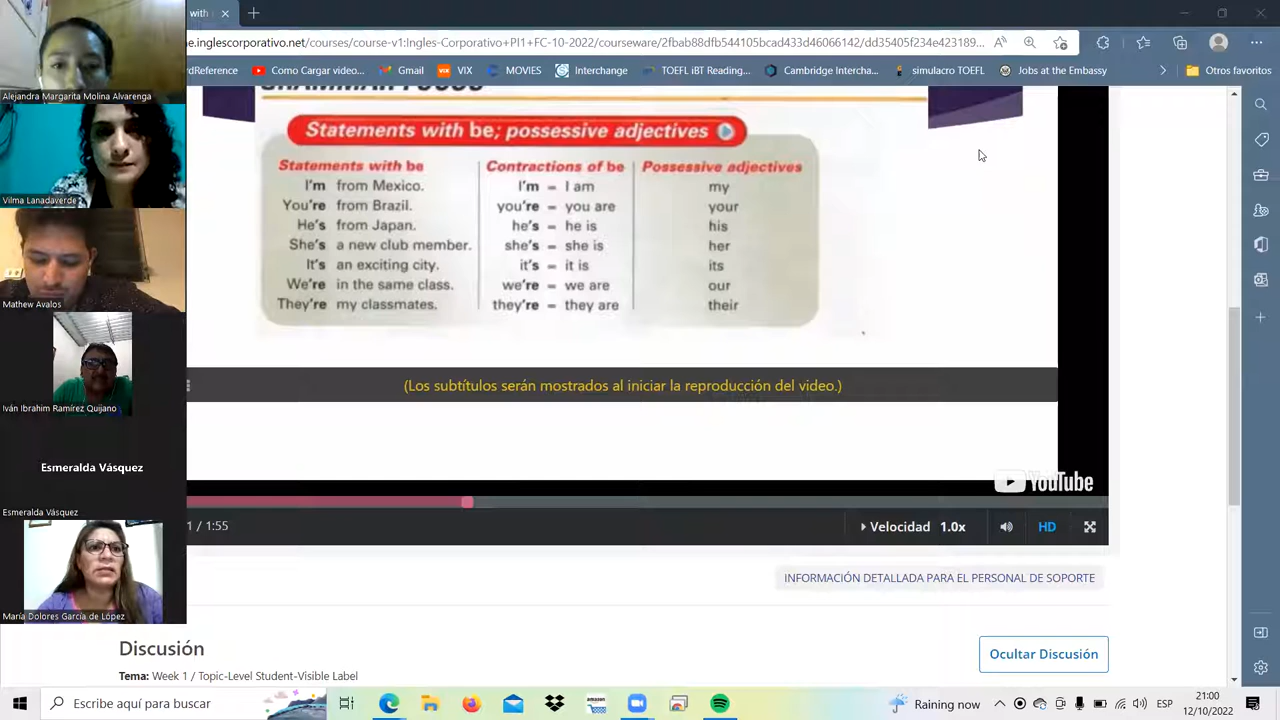 with
e.inglescorporativo.net/courses/course-v1:Ingles-Corporativo+PI1+FC-10-2022/courseware/2fbab88dfb544105bcad433d46066142/dd35405f234e423189...
rdReference Como Cargar video... Gmail VIX MOVIES Interchange TOEFL iBT Reading... Cambridge Intercha... simulacro TOEFL Jobs at the Embassy Otros favoritos
Alejandra Margarita Molina Alvarenga
Vilma Lanadaverde
Mathew Avalos
Iván Ibrahim Ramírez Quijano
Esmeralda Vásquez
Esmeralda Vásquez
María Dolores García de López
GRAMMAR FOCUS
Statements with be; possessive adjectives
Statements with be Contractions of be Possessive adjectives
I'm from Mexico. I'm = I am my
You're from Brazil. you're = you are your
He's from Japan. he's = he is his
She's a new club member. she's = she is her
It's an exciting city. it's = it is its
We're in the same class. we're = we are our
They're my classmates. they're = they are their
(Los subtítulos serán mostrados al iniciar la reproducción del video.)
YouTube
1 / 1:55 Velocidad 1.0x HD
INFORMACIÓN DETALLADA PARA EL PERSONAL DE SOPORTE
Discusión
Ocultar Discusión
Tema: Week 1 / Topic-Level Student-Visible Label
Escribe aquí para buscar
amazon
Raining now
ESP
21:00
12/10/2022